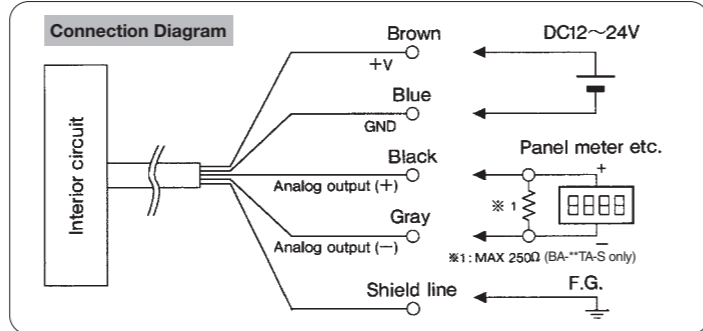 Connection Diagram
Interior circuit
Brown
+V
DC12～24V
Blue
GND
Black
Analog output (+)
Panel meter etc.
+
※1
8888
Gray
Analog output (−)
−
※1: MAX 250Ω (BA-**TA-S only)
Shield line
F.G.